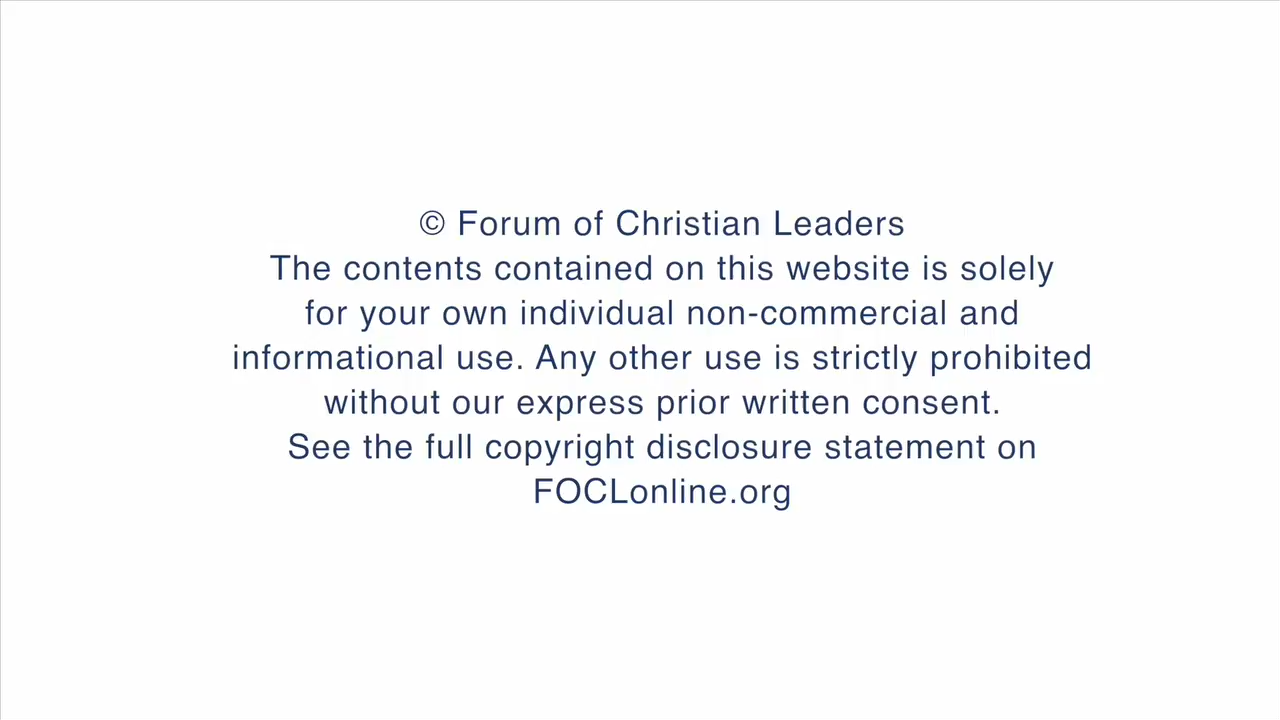 © Forum of Christian Leaders
The contents contained on this website is solely
for your own individual non-commercial and
informational use. Any other use is strictly prohibited
without our express prior written consent.
See the full copyright disclosure statement on
FOCLonline.org